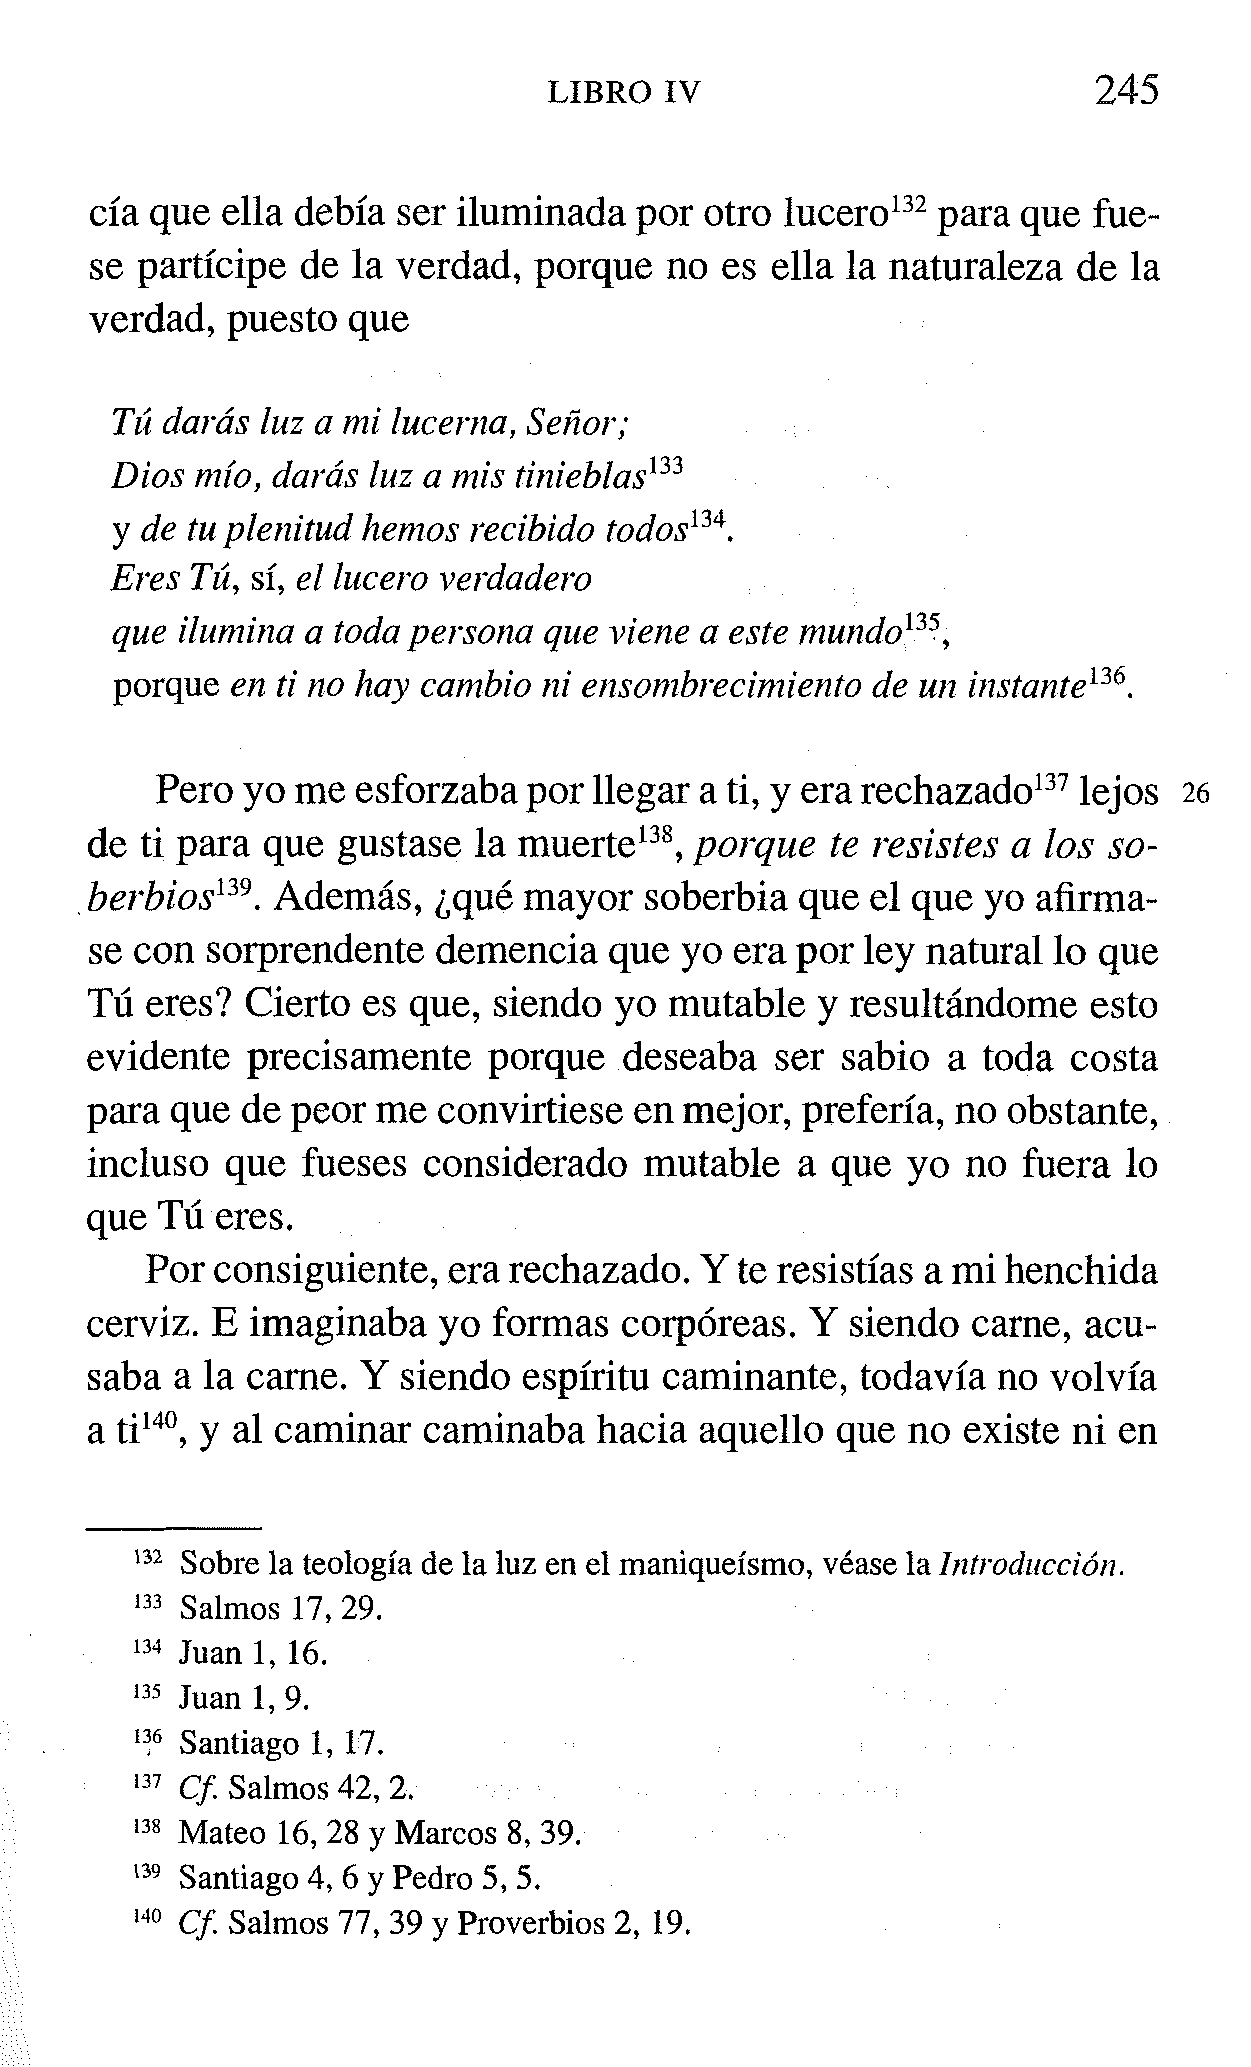 LIBRO IV 245
cía que ella debía ser iluminada por otro lucero¹³² para que fue-
se partícipe de la verdad, porque no es ella la naturaleza de la
verdad, puesto que
Tú darás luz a mi lucerna, Señor;
Dios mío, darás luz a mis tinieblas¹³³
y de tu plenitud hemos recibido todos¹³⁴.
Eres Tú, sí, el lucero verdadero
que ilumina a toda persona que viene a este mundo¹³⁵,
porque en ti no hay cambio ni ensombrecimiento de un instante¹³⁶.
Pero yo me esforzaba por llegar a ti, y era rechazado¹³⁷ lejos 26
de ti para que gustase la muerte¹³⁸, porque te resistes a los so-
berbios¹³⁹. Además, ¿qué mayor soberbia que el que yo afirma-
se con sorprendente demencia que yo era por ley natural lo que
Tú eres? Cierto es que, siendo yo mutable y resultándome esto
evidente precisamente porque deseaba ser sabio a toda costa
para que de peor me convirtiese en mejor, prefería, no obstante,
incluso que fueses considerado mutable a que yo no fuera lo
que Tú eres.
Por consiguiente, era rechazado. Y te resistías a mi henchida
cerviz. E imaginaba yo formas corpóreas. Y siendo carne, acu-
saba a la carne. Y siendo espíritu caminante, todavía no volvía
a ti¹⁴⁰, y al caminar caminaba hacia aquello que no existe ni en
¹³² Sobre la teología de la luz en el maniqueísmo, véase la Introducción.
¹³³ Salmos 17, 29.
¹³⁴ Juan 1, 16.
¹³⁵ Juan 1, 9.
¹³⁶ Santiago 1, 17.
¹³⁷ Cf. Salmos 42, 2.
¹³⁸ Mateo 16, 28 y Marcos 8, 39.
¹³⁹ Santiago 4, 6 y Pedro 5, 5.
¹⁴⁰ Cf. Salmos 77, 39 y Proverbios 2, 19.